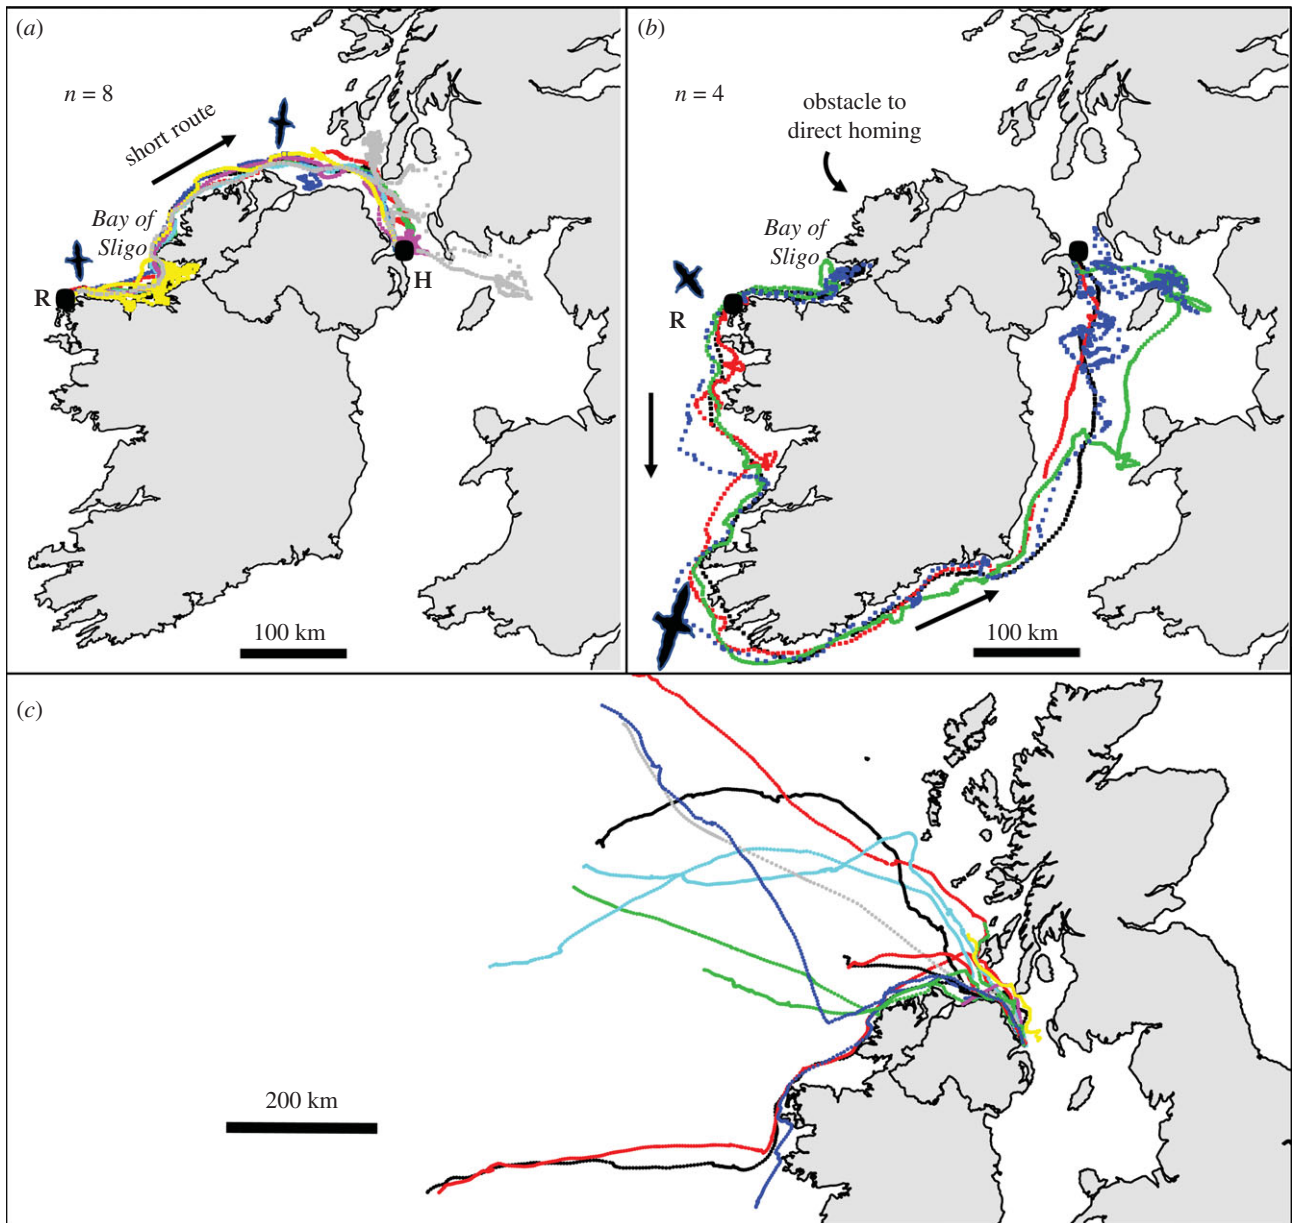 (a)
n = 8
short route
Bay of
Sligo
R
H
100 km
(b)
n = 4
obstacle to
direct homing
Bay of
Sligo
R
100 km
(c)
200 km